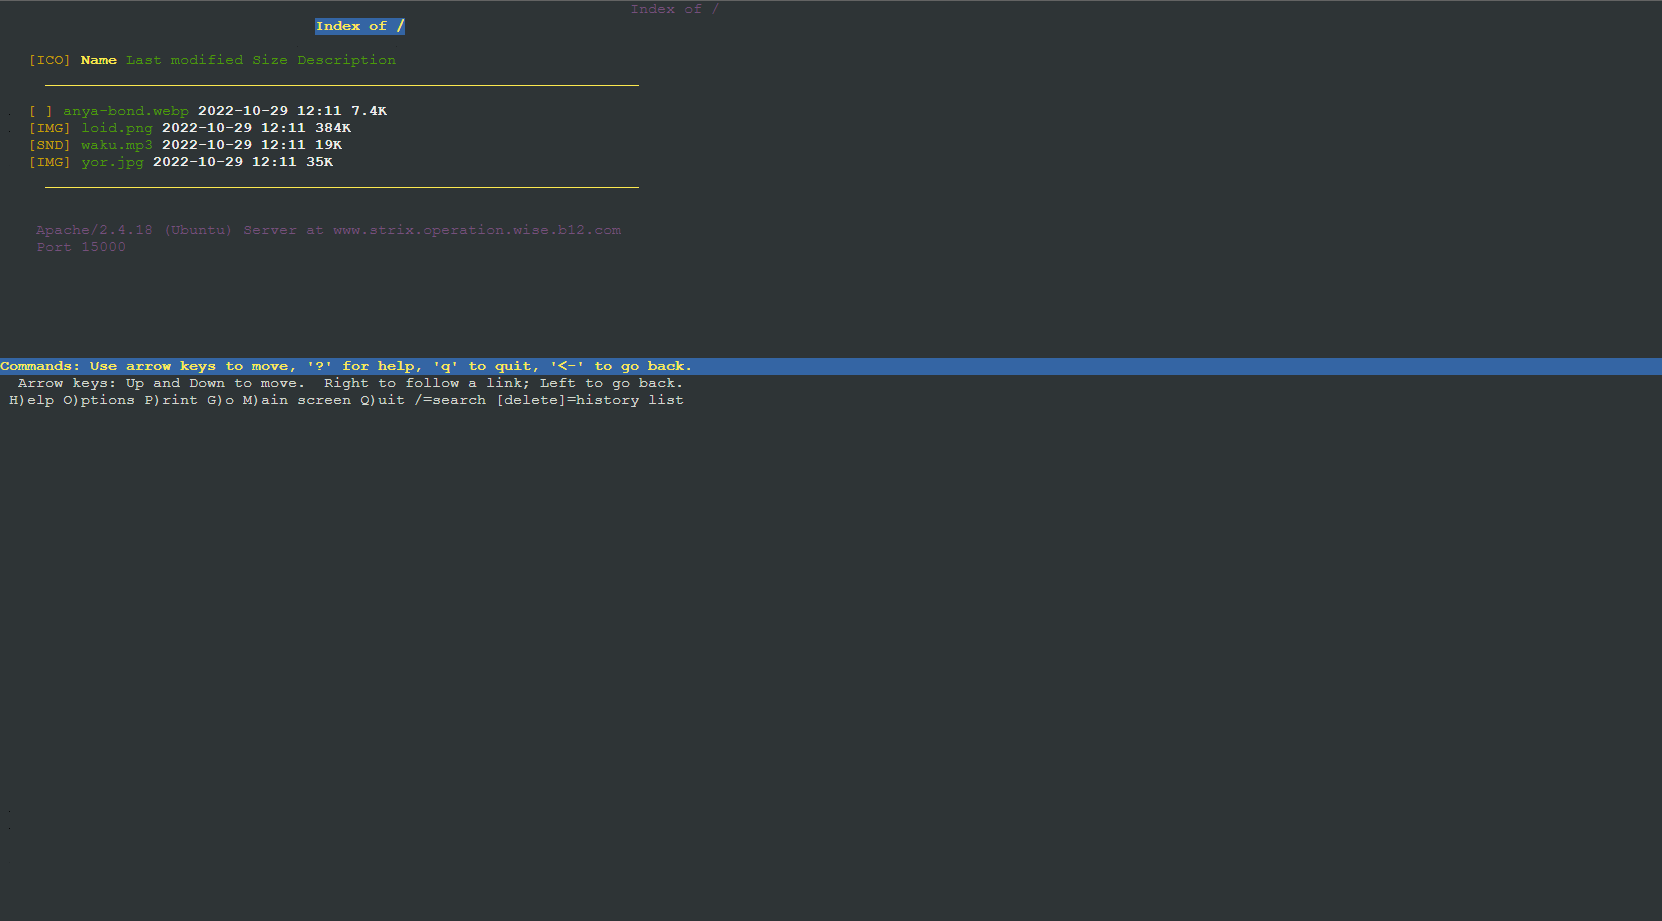 Index of /
Index of /
[ICO] Name Last modified Size Description
[ ] anya-bond.webp 2022-10-29 12:11 7.4K
[IMG] loid.png 2022-10-29 12:11 384K
[SND] waku.mp3 2022-10-29 12:11 19K
[IMG] yor.jpg 2022-10-29 12:11 35K
Apache/2.4.18 (Ubuntu) Server at www.strix.operation.wise.b12.com
Port 15000
Commands: Use arrow keys to move, '?' for help, 'q' to quit, '<-' to go back.
Arrow keys: Up and Down to move.  Right to follow a link; Left to go back.
H)elp O)ptions P)rint G)o M)ain screen Q)uit /=search [delete]=history list